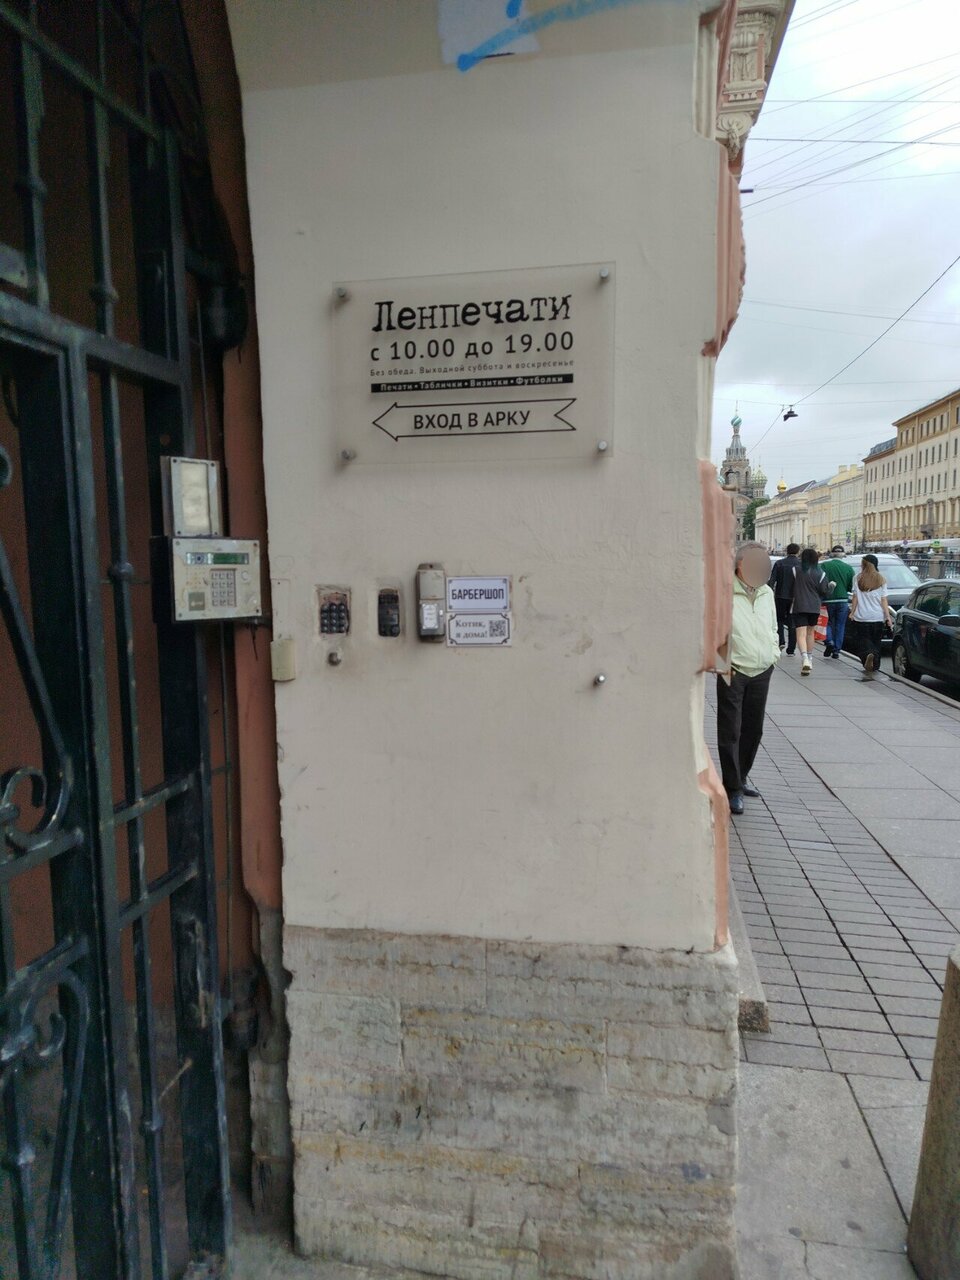 Ленпечати
с 10.00 до 19.00
Без обеда. Выходной суббота и воскресенье
Печати • Таблички • Визитки • Футболки
ВХОД В АРКУ
БАРБЕРШОП
Котик,
я дома!